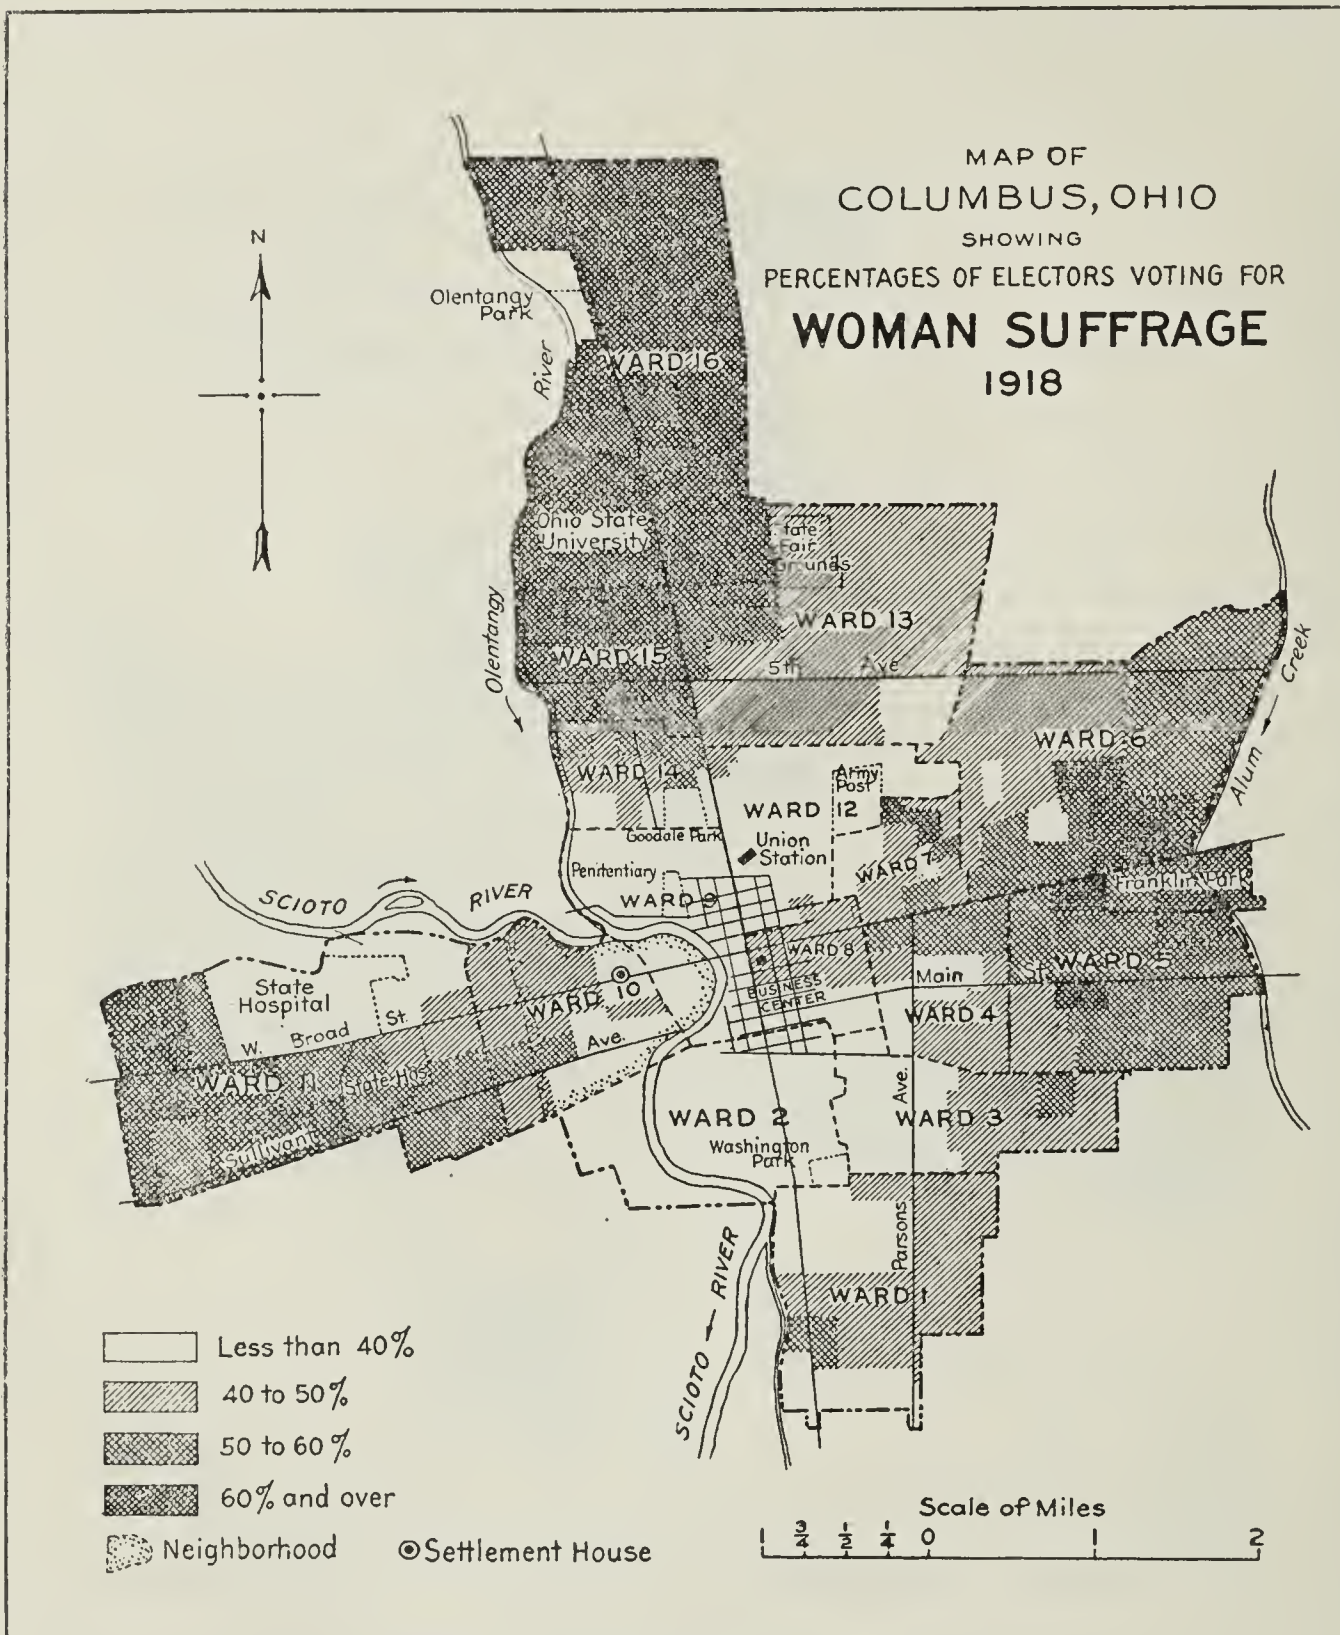 MAP OF
COLUMBUS, OHIO
SHOWING
PERCENTAGES OF ELECTORS VOTING FOR
WOMAN SUFFRAGE
1918
N
Olentangy
Park
River
WARD 16
Ohio State
University
tate
Fair
Grounds
WARD 13
Olentangy
WARD 15
5th Ave
Creek
Alum
WARD 6
WARD 14
Army
Post
WARD 12
Goodale Park
Union
Station
WARD 7
Penitentiary
WARD 9
Franklin Park
SCIOTO RIVER
WARD 8
WARD 5
State
Hospital
WARD 10
BUSINESS
CENTER
Main St.
W. Broad St.
Ave.
WARD 4
WARD 11
State Hos.
Sullivant
WARD 2
Ave.
WARD 3
Washington
Park
Parsons
WARD 1
SCIOTO RIVER
Less than 40%
40 to 50%
50 to 60%
60% and over
Neighborhood
Settlement House
Scale of Miles
1 3/4 1/2 1/4 0 1 2